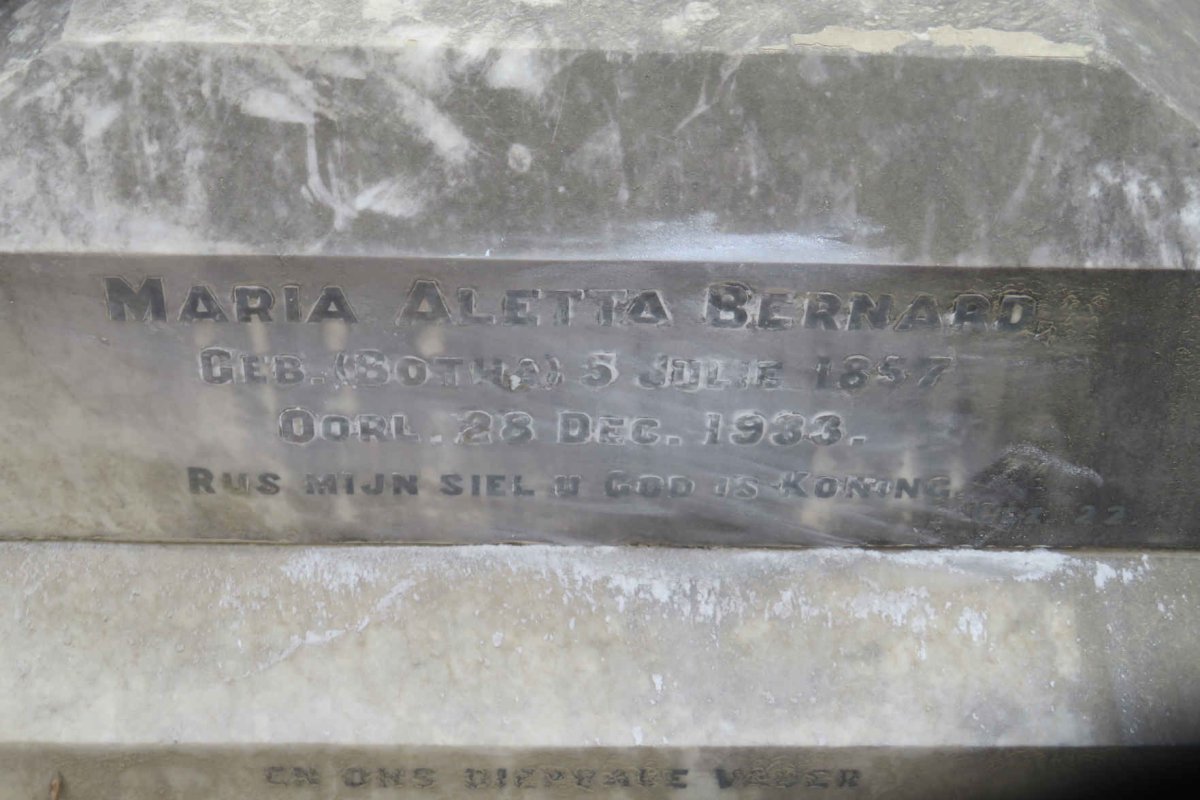 MARIA ALETTA BERNARD
GEB. (BOTHA) 5 JULIE 1857
OORL. 28 DEC. 1933.
RUS MIJN SIEL U GOD IS KONING
22
EN ONS VADER